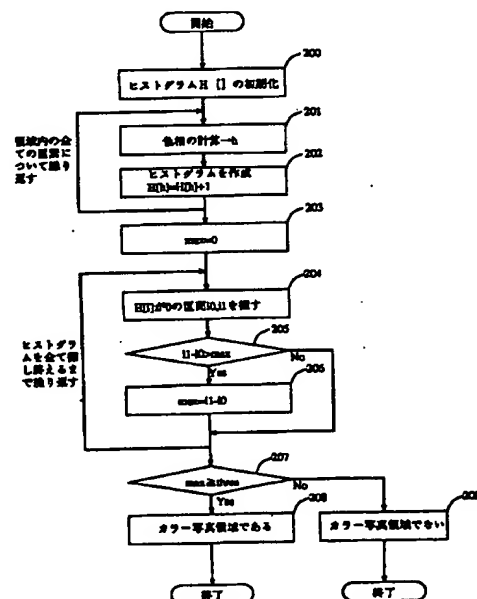 開始
200
ヒストグラムH []の初期化
201
領域内の全
ての画素に
ついて繰り
返す
色相の計算→h
202
ヒストグラムを作成
H[h]=H[h]+1
203
max=0
204
H[i]が0の区間i0,i1を探す
205
ヒストグラ
ムを全て探
し終えるま
で繰り返す
i1-i0>max
No
Yes
206
max=i1-i0
207
max≥thres
No
Yes
208
カラー写真領域である
カラー写真領域でない
終了
終了